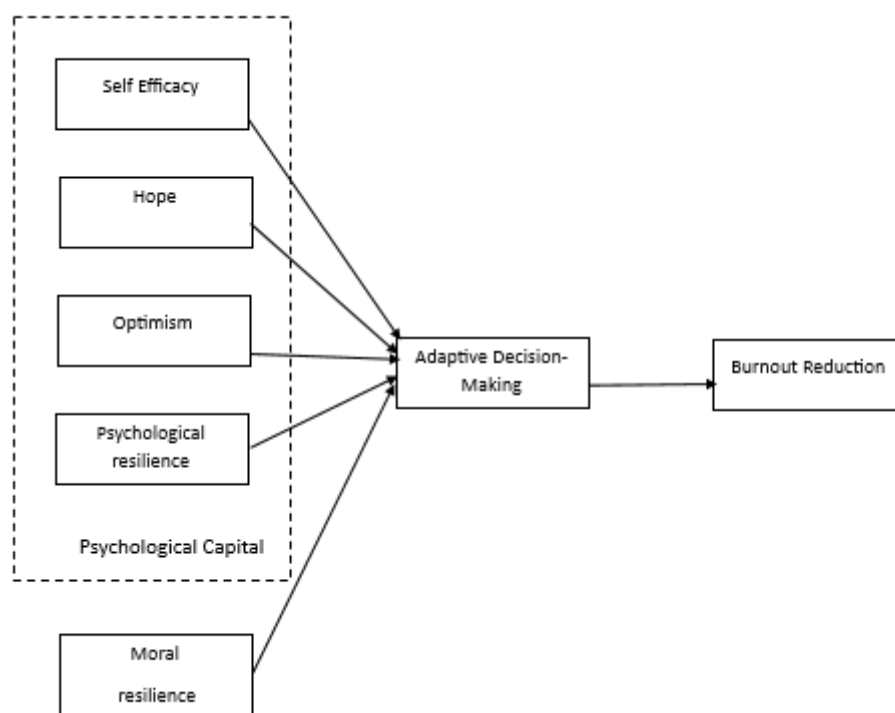 Self Efficacy
Hope
Optimism
Psychological
resilience
Psychological Capital
Moral
resilience
Adaptive Decision-
Making
Burnout Reduction